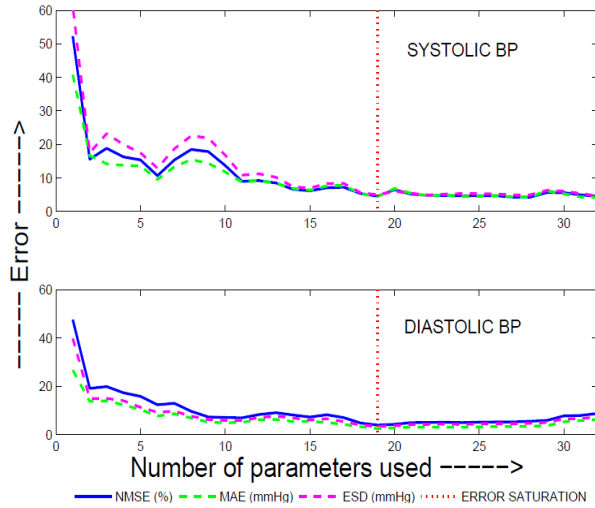 60
50
40
30
20
10
0
SYSTOLIC BP
0 5 10 15 20 25 30
----- Error ------>
60
40
20
0
DIASTOLIC BP
0 5 10 15 20 25 30
Number of parameters used ----->
NMSE (%) MAE (mmHg) ESD (mmHg) ERROR SATURATION